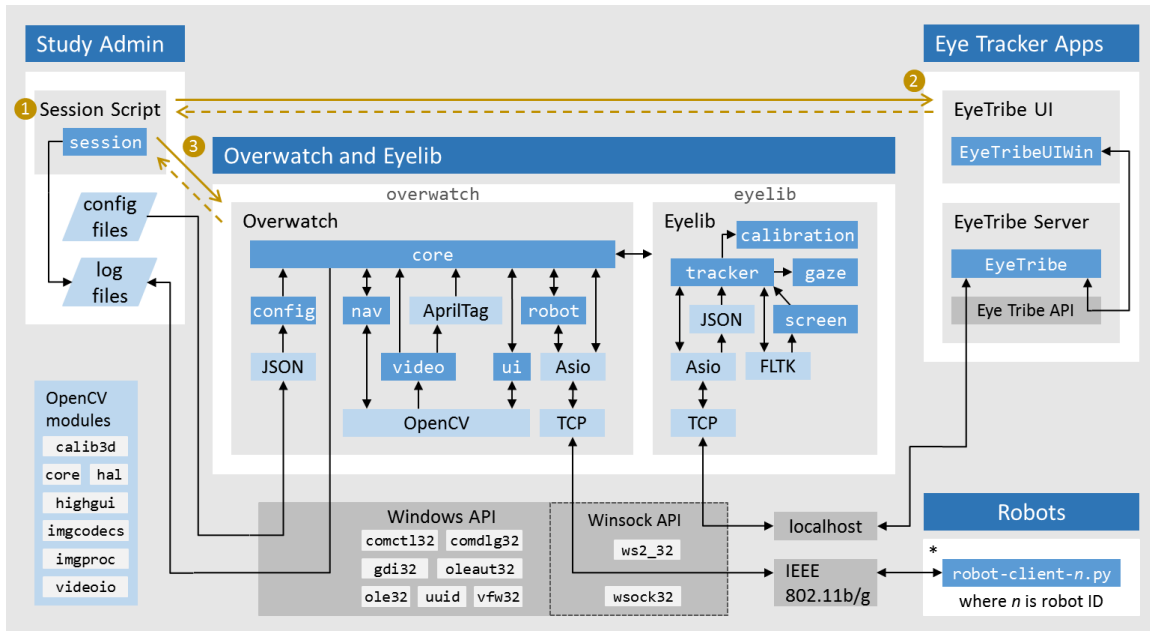 Study Admin
1
Session Script
session
config
files
log
files
2
3
Eye Tracker Apps
EyeTribe UI
EyeTribeUIWin
EyeTribe Server
EyeTribe
Eye Tribe API
Overwatch and Eyelib
overwatch
Overwatch
core
config
nav
AprilTag
robot
JSON
video
ui
Asio
OpenCV
TCP
eyelib
Eyelib
calibration
tracker
gaze
JSON
screen
Asio
FLTK
TCP
OpenCV
modules
calib3d
core
hal
highgui
imgcodecs
imgproc
videoio
Windows API
comctl32
comdlg32
gdi32
oleaut32
ole32
uuid
vfw32
Winsock API
ws2_32
wsock32
localhost
IEEE
802.11b/g
Robots
*
robot-client-n.py
where n is robot ID